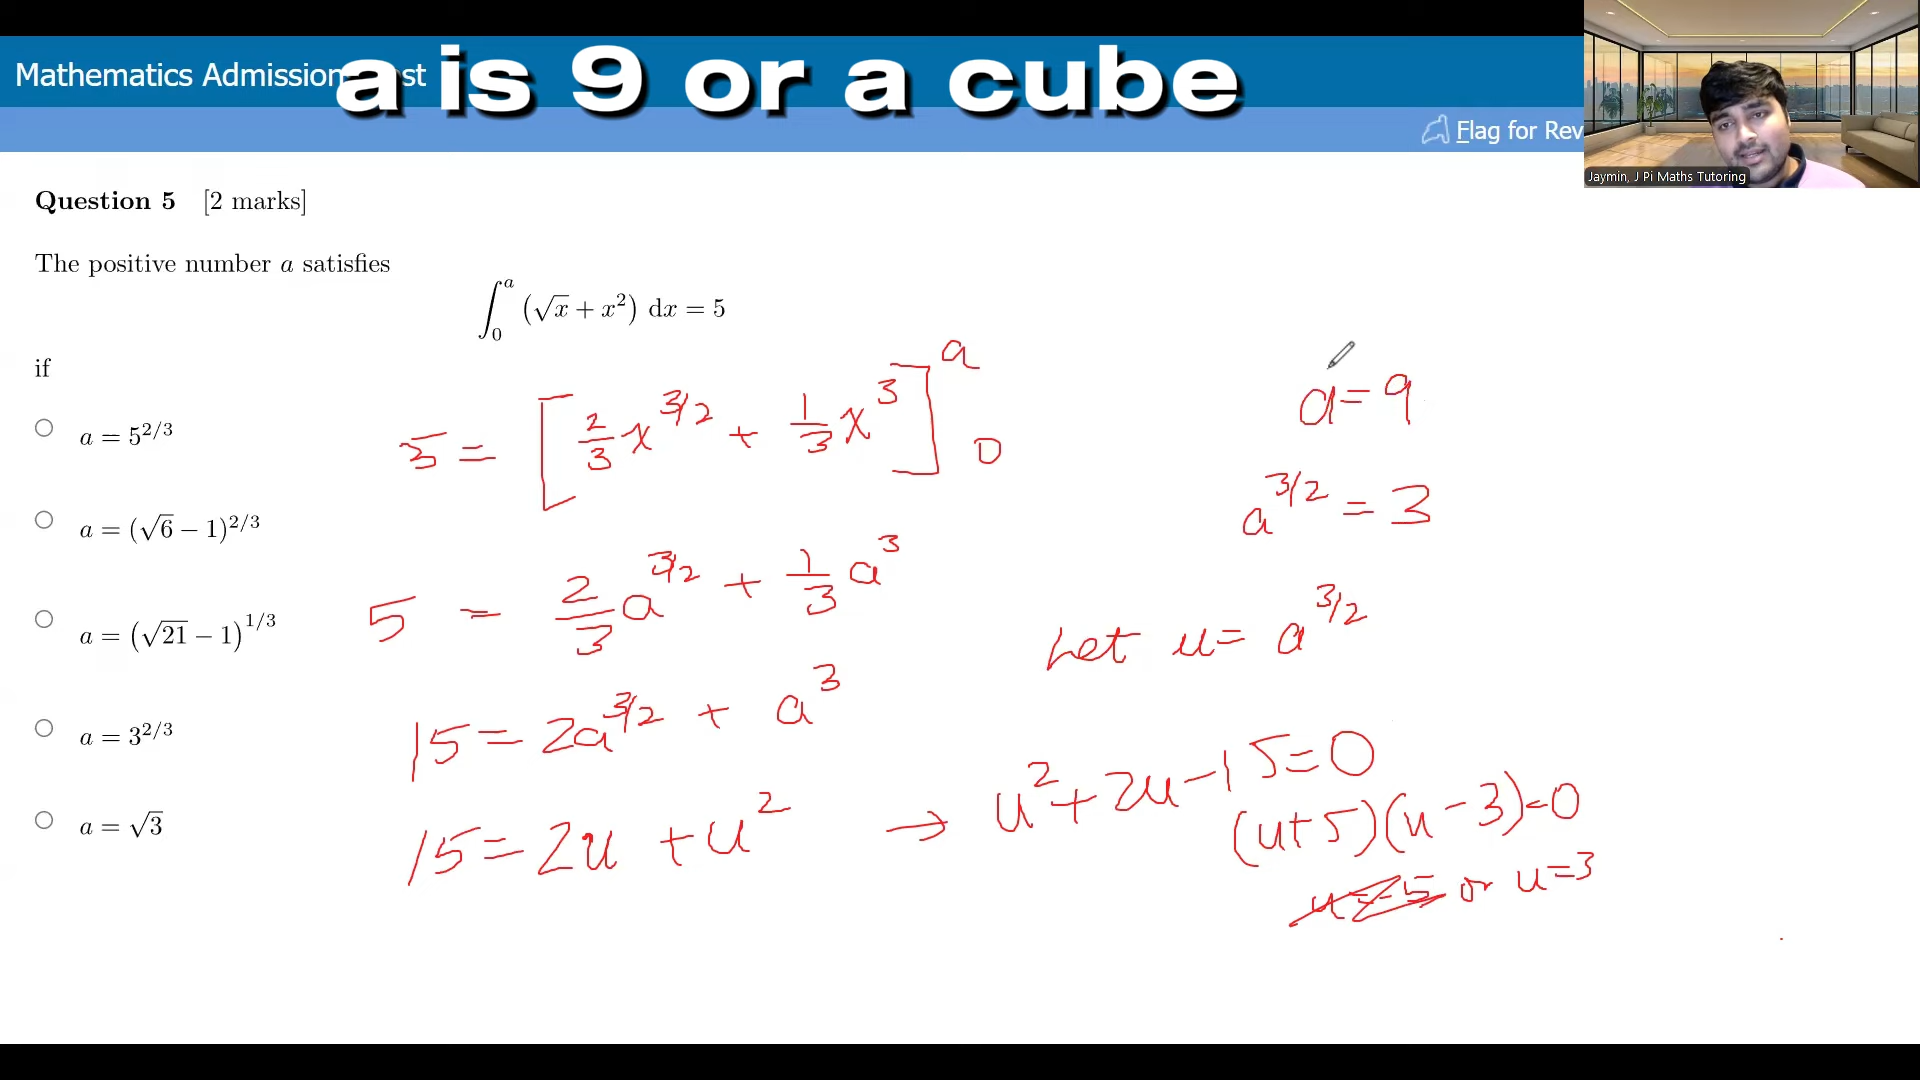 Mathematics Admission st
a is 9 or a cube
Flag for Rev
Jaymin, J Pi Maths Tutoring
Question 5 [2 marks]
The positive number a satisfies
∫₀ᵃ (√x + x²) dx = 5
if
a = 5^{2/3}
a = (√6 − 1)^{2/3}
a = (√21 − 1)^{1/3}
a = 3^{2/3}
a = √3
5 = [2/3 x^{3/2} + 1/3 x³]₀ᵃ
5 = 2/3 a^{3/2} + 1/3 a³
15 = 2a^{3/2} + a³
15 = 2u + u²
→ u² + 2u − 15 = 0
(u+5)(u−3)=0
u=−5 or u=3
Let u = a^{3/2}
a^{3/2} = 3
a = 9